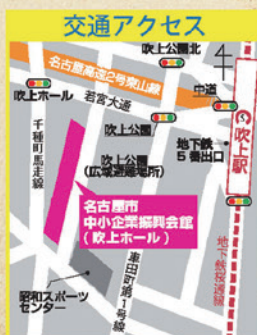 交通アクセス
吹上公園北
名古屋高速2号東山線
中道
吹上ホール
若宮大通
吹上公園
地下鉄
5番出口
吹上駅
千種町馬走線
吹上公園
(広域避難場所)
名古屋市
中小企業振興会館
(吹上ホール)
地下鉄桜通線
昭和スポーツ
センター
車田町第1号線